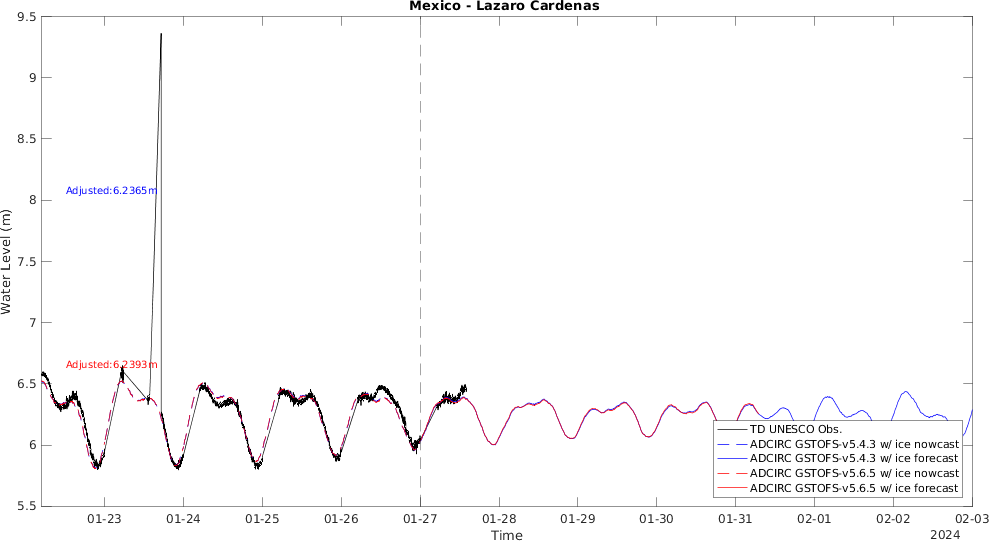 Mexico - Lazaro Cardenas
9.5
9
8.5
8
7.5
7
6.5
6
5.5
Water Level (m)
Adjusted:6.2365m
Adjusted:6.2393m
TD UNESCO Obs.
ADCIRC GSTOFS-v5.4.3 w/ ice nowcast
ADCIRC GSTOFS-v5.4.3 w/ ice forecast
ADCIRC GSTOFS-v5.6.5 w/ ice nowcast
ADCIRC GSTOFS-v5.6.5 w/ ice forecast
01-23 01-24 01-25 01-26 01-27 01-28 01-29 01-30 01-31 02-01 02-02 02-03
Time
2024